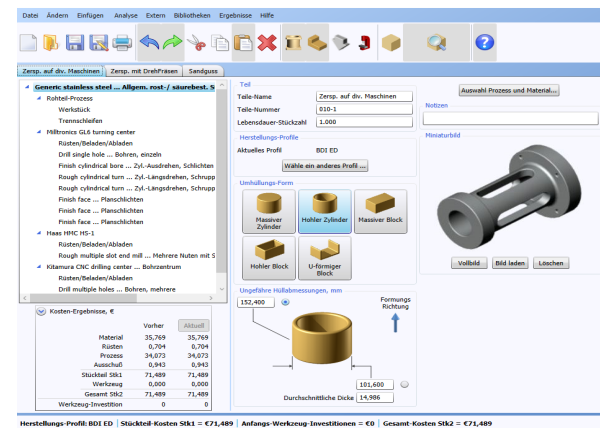 Datei Ändern Einfügen Analyse Extern Bibliotheken Ergebnisse Hilfe
Zersp. auf div. Maschinen Zersp. mit DrehFräsen Sandguss
Generic stainless steel ... Allgem. rost-/ säurebest. S
Rohteil-Prozess
Werkstück
Trennschleifen
Milltronics GL6 turning center
Rüsten/Beladen/Abladen
Drill single hole ... Bohren, einzeln
Finish cylindrical bore ... Zyl.-Ausdrehen, Schlichten
Rough cylindrical turn ... Zyl.-Längsdrehen, Schrupp
Finish cylindrical turn ... Zyl.-Längsdrehen, Schrupp
Finish face ... Planschlichten
Finish face ... Planschlichten
Haas HMC HS-1
Rüsten/Beladen/Abladen
Rough multiple slot end mill ... Mehrere Nuten mit S
Kitamura CNC drilling center ... Bohrzentrum
Rüsten/Beladen/Abladen
Drill multiple holes ... Bohren, mehrere
Kosten-Ergebnisse, €
Vorher Aktuell
Material 35,769 35,769
Rüsten 0,704 0,704
Prozess 34,073 34,073
Ausschuß 0,943 0,943
Stückteil Stk1 71,489 71,489
Werkzeug 0,000 0,000
Gesamt Stk2 71,489 71,489
Werkzeug-Investition 0 0
Teil
Teile-Name Zersp. auf div. Maschinen
Teile-Nummer 010-1
Lebensdauer-Stückzahl 1.000
Herstellungs-Profile
Aktuelles Profil BDI ED
Wähle ein anderes Profil ...
Umhüllungs-Form
Massiver Zylinder
Hohler Zylinder
Massiver Block
Hohler Block
U-förmiger Block
Ungefähre Hüllabmessungen, mm
152,400
Formungs
Richtung
101,600
Durchschnittliche Dicke 14,986
Auswahl Prozess und Material...
Notizen
Miniaturbild
Vollbild Bild laden Löschen
Herstellungs-Profil: BDI ED Stückteil-Kosten Stk1 = €71,489 Anfangs-Werkzeug-Investitionen = €0 Gesamt-Kosten Stk2 = €71,489